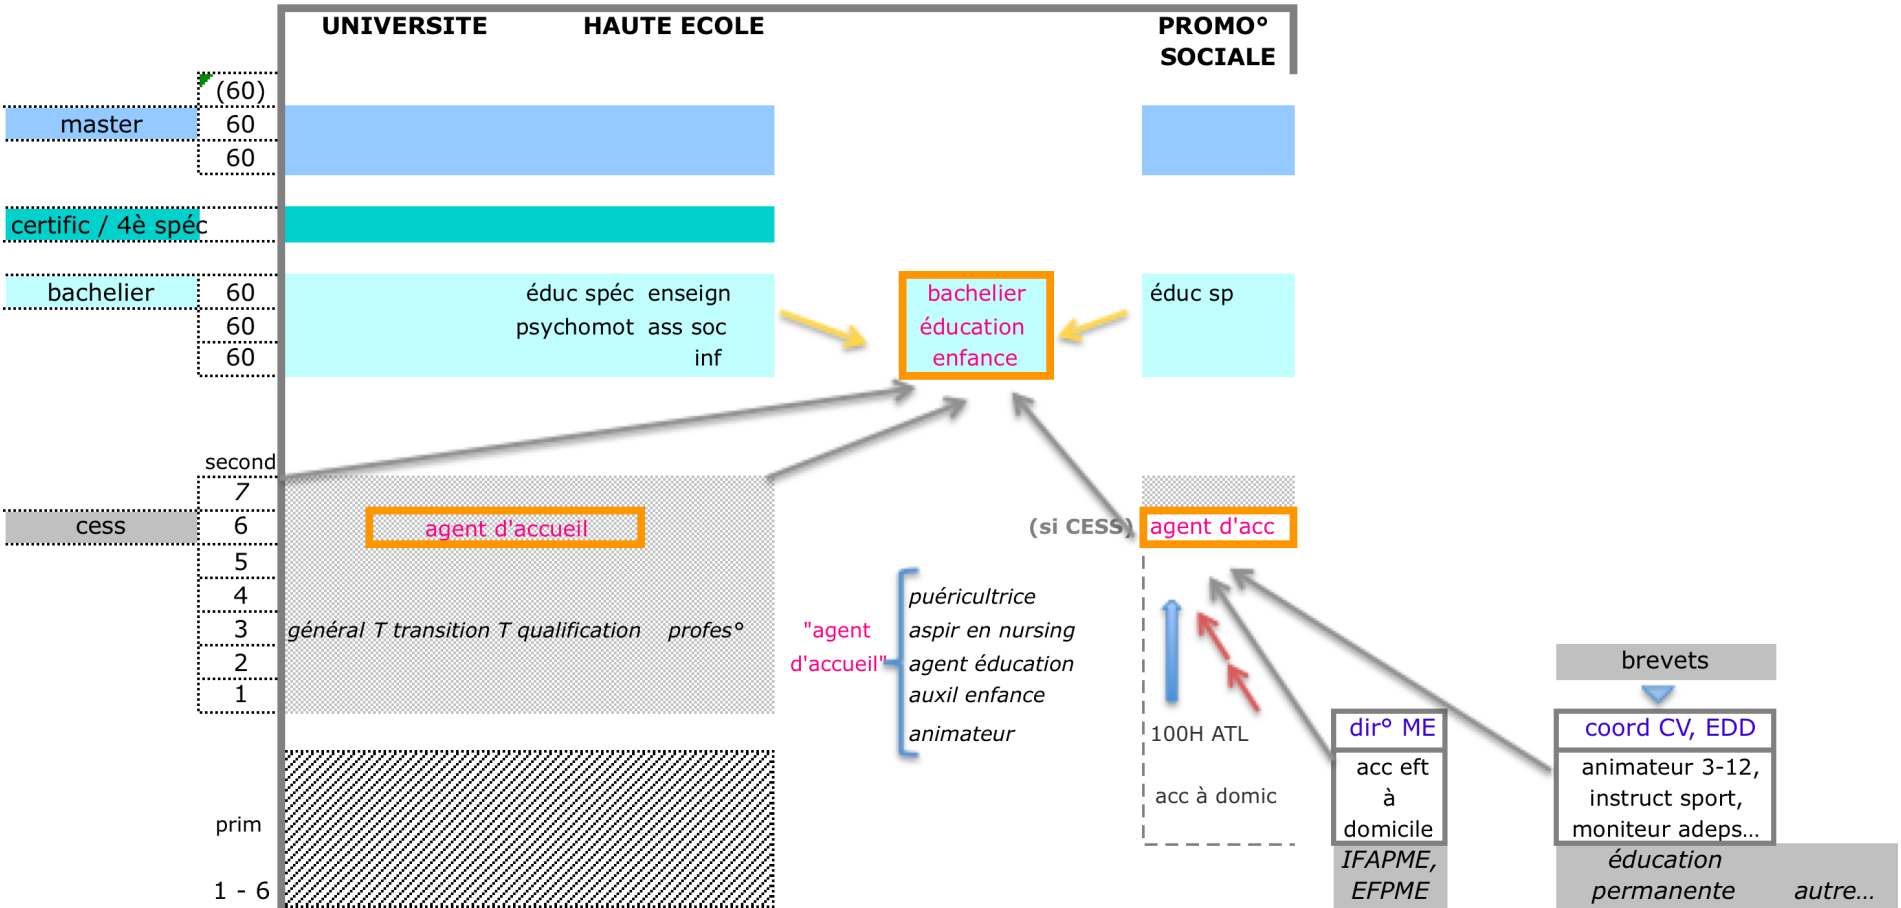 UNIVERSITE HAUTE ECOLE PROMO°
SOCIALE
(60)
master 60
60
certific / 4è spéc
bachelier 60 éduc spéc enseign bachelier éduc sp
60 psychomot ass soc éducation
60 inf enfance
second
7
cess 6 agent d'accueil (si CESS) agent d'acc
5
4 puéricultrice
3 général T transition T qualification profes° "agent aspir en nursing
2 d'accueil" agent éducation brevets
1 auxil enfance
animateur 100H ATL dir° ME coord CV, EDD
acc eft animateur 3-12,
acc à domic à instruct sport,
prim domicile moniteur adeps...
IFAPME, éducation
1 - 6 EFPME permanente autre...